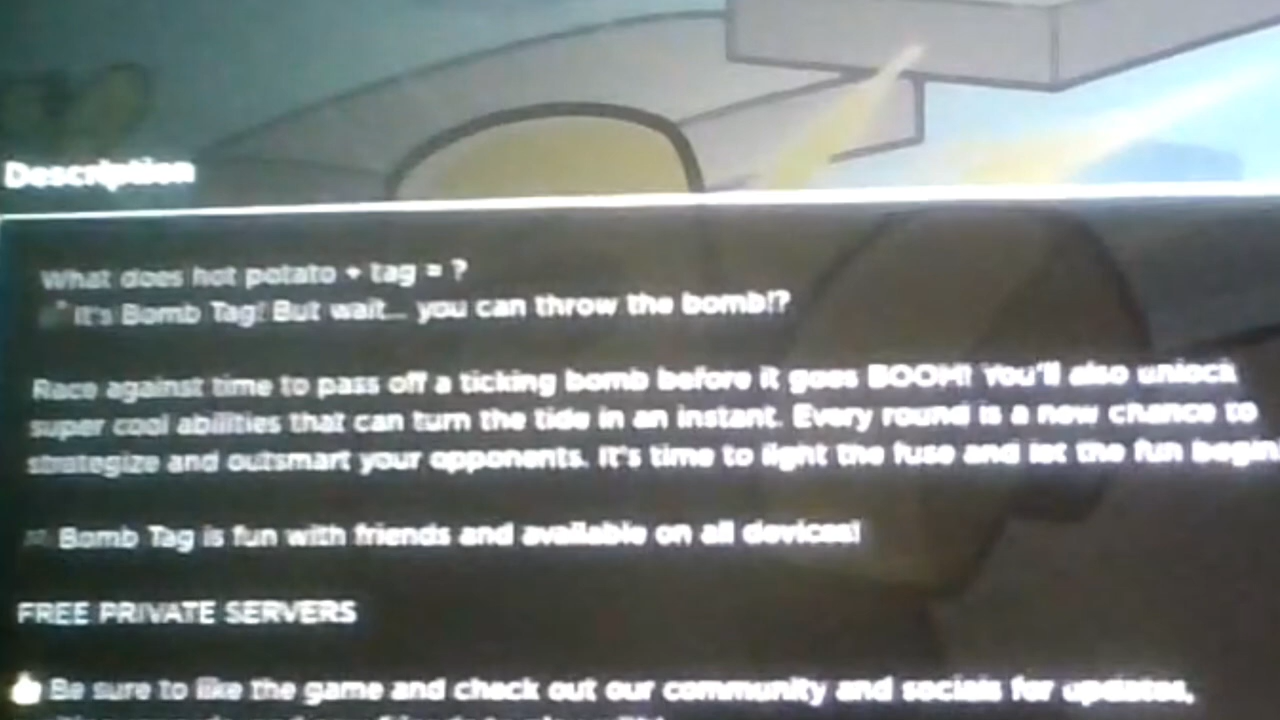 Description
What does hot potato + tag = ?
It's Bomb Tag! But wait... you can throw the bomb!?
Race against time to pass off a ticking bomb before it goes BOOM! You'll also unlock
super cool abilities that can turn the tide in an instant. Every round is a new chance to
strategize and outsmart your opponents. It's time to light the fuse and let the fun begin
Bomb Tag is fun with friends and available on all devices!
FREE PRIVATE SERVERS
Be sure to like the game and check out our community and socials for updates,